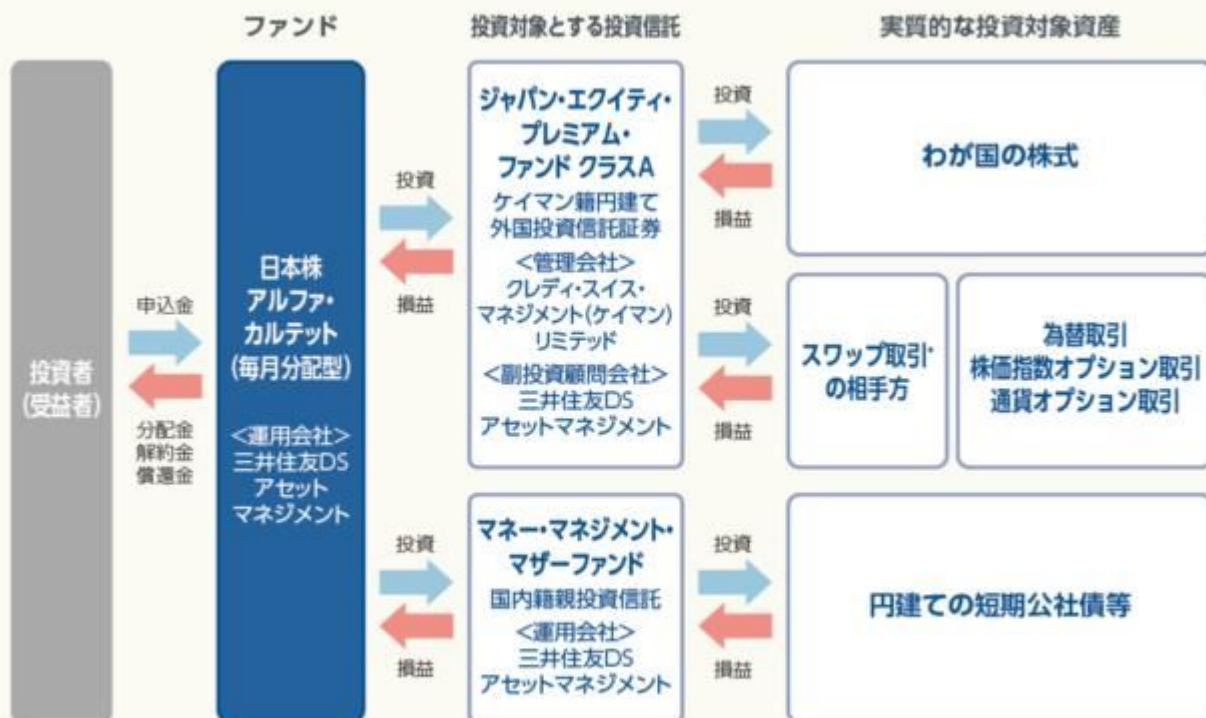 ファンド
投資対象とする投資信託
実質的な投資対象資産
投資者
(受益者)
申込金
分配金
解約金
償還金
日本株
アルファ・
カルテット
(毎月分配型)
<運用会社>
三井住友DS
アセット
マネジメント
投資
損益
ジャパン・エクイティ・
プレミアム・
ファンド クラスA
ケイマン籍円建て
外国投資信託証券
<管理会社>
クレディ・スイス・
マネジメント(ケイマン)
リミテッド
<副投資顧問会社>
三井住友DS
アセットマネジメント
投資
損益
わが国の株式
投資
損益
スワップ取引
の相手方
為替取引
株価指数オプション取引
通貨オプション取引
投資
損益
マネー・マネジメント・
マザーファンド
国内籍親投資信託
<運用会社>
三井住友DS
アセットマネジメント
投資
損益
円建ての短期公社債等